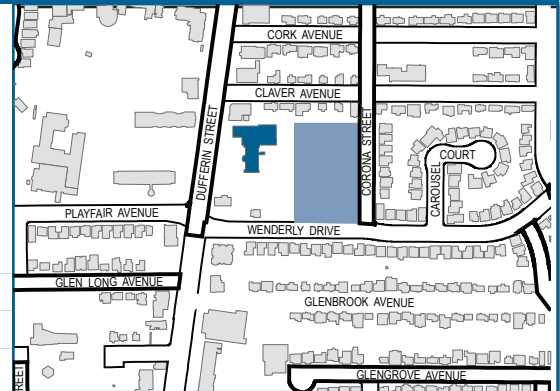 CORK AVENUE
CLAVER AVENUE
DUFFERIN STREET
CORONA STREET
CAROUSEL
COURT
PLAYFAIR AVENUE
WENDERLY DRIVE
GLEN LONG AVENUE
GLENBROOK AVENUE
GLENGROVE AVENUE
REET